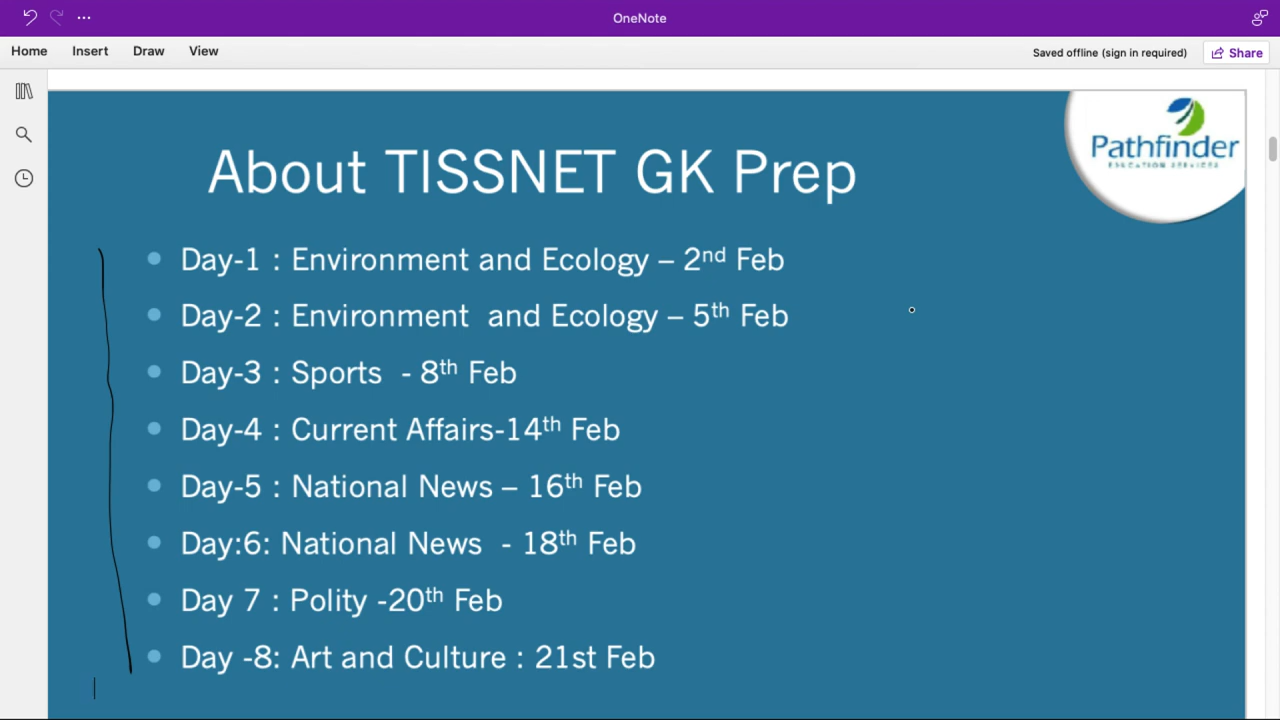 OneNote
Home Insert Draw View
Saved offline (sign in required) Share
Pathfinder
EDUCATION SERVICES
About TISSNET GK Prep
Day-1 : Environment and Ecology – 2nd Feb
Day-2 : Environment and Ecology – 5th Feb
Day-3 : Sports - 8th Feb
Day-4 : Current Affairs-14th Feb
Day-5 : National News – 16th Feb
Day:6: National News - 18th Feb
Day 7 : Polity -20th Feb
Day -8: Art and Culture : 21st Feb